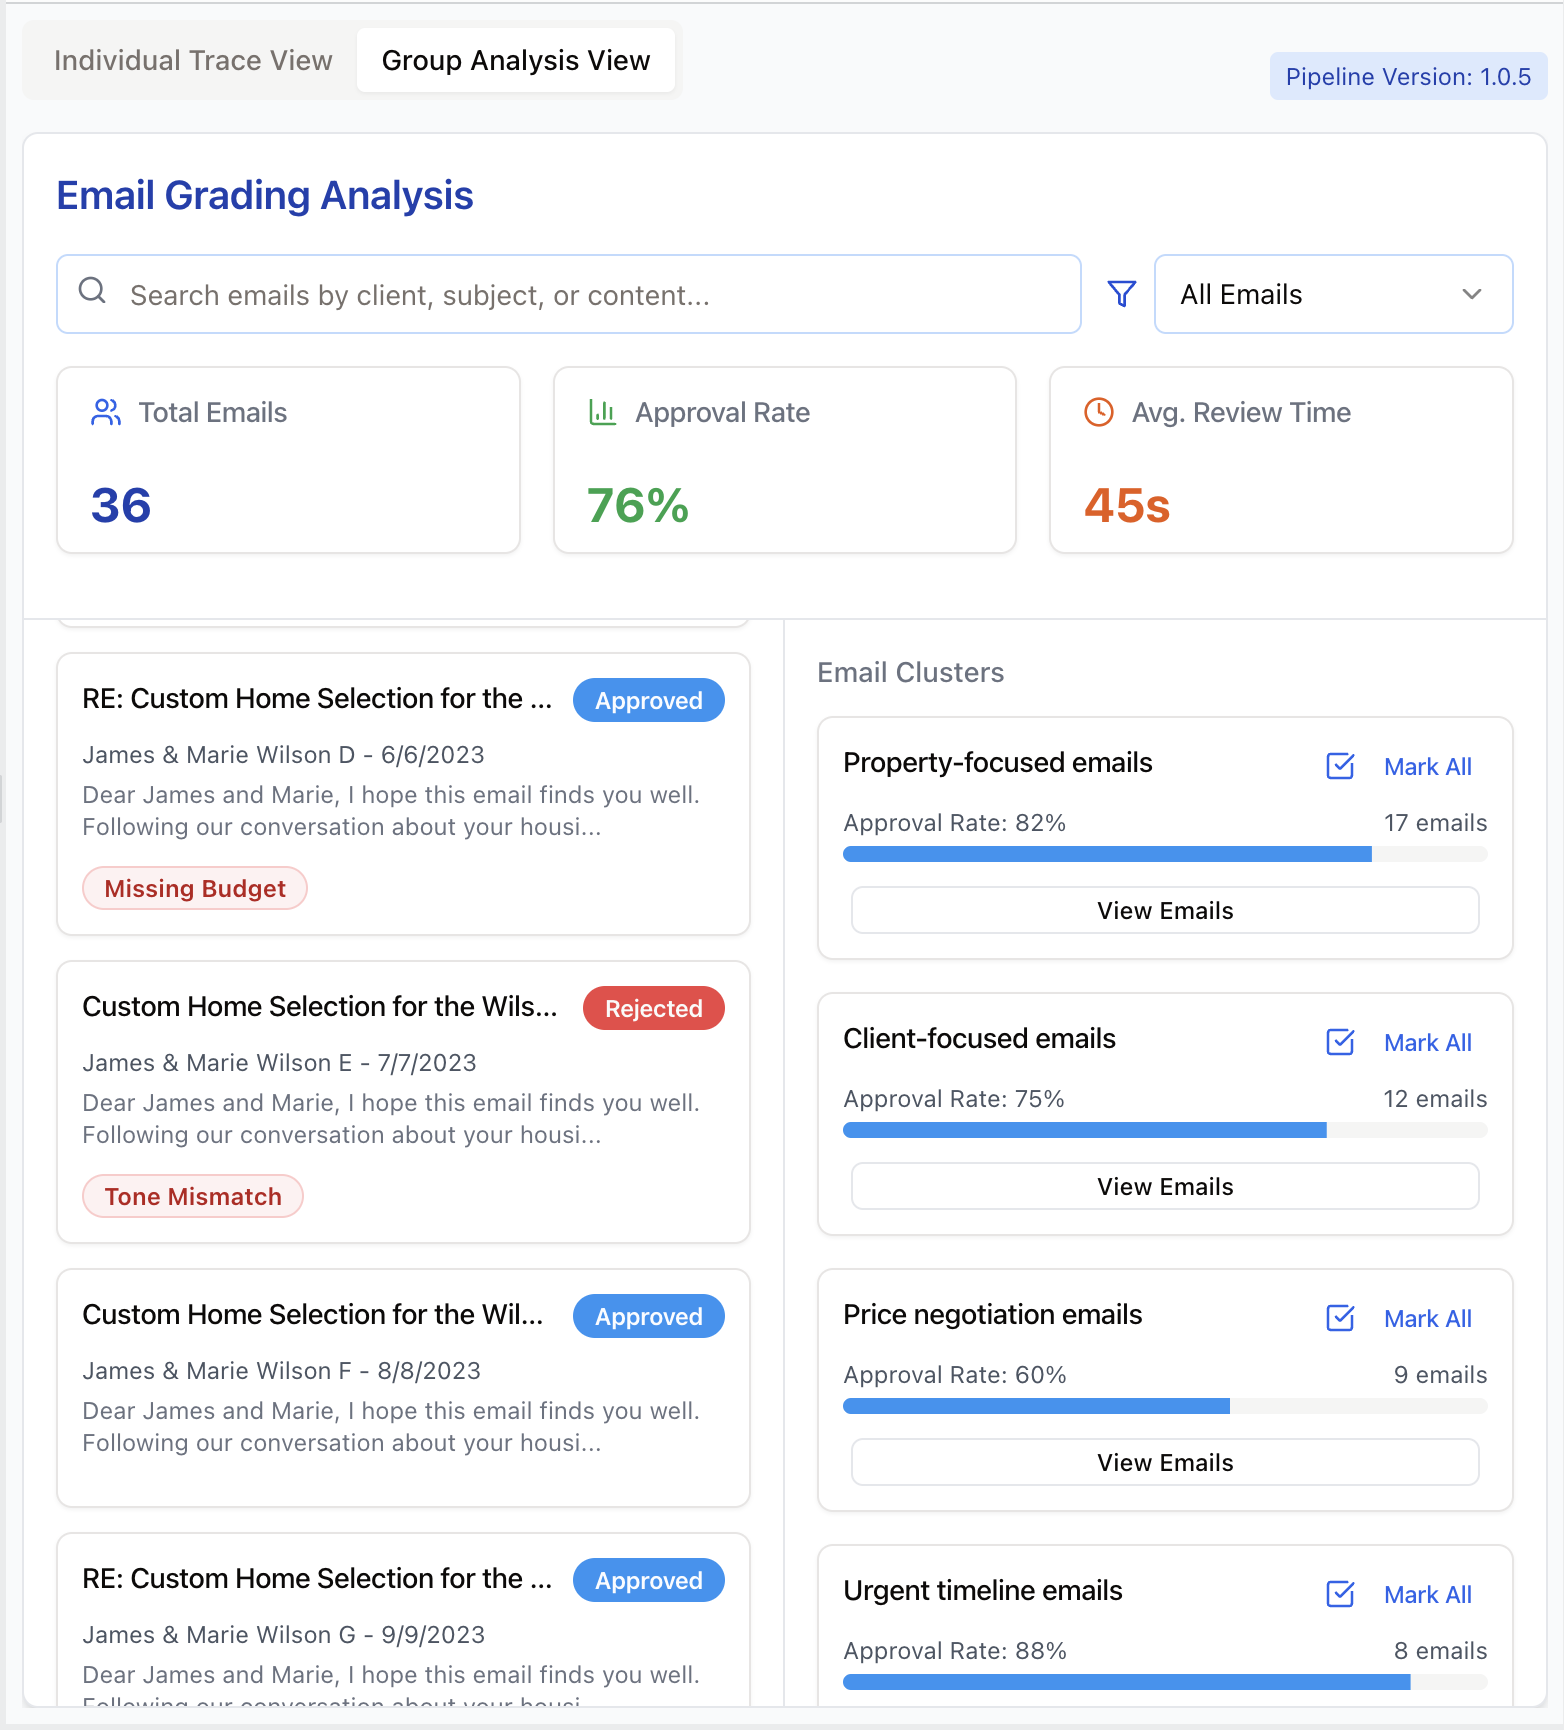 Individual Trace View
Group Analysis View
Pipeline Version: 1.0.5
Email Grading Analysis
Search emails by client, subject, or content...
All Emails
Total Emails
36
Approval Rate
76%
Avg. Review Time
45s
RE: Custom Home Selection for the ...
Approved
James & Marie Wilson D - 6/6/2023
Dear James and Marie, I hope this email finds you well.
Following our conversation about your housi...
Missing Budget
Custom Home Selection for the Wils...
Rejected
James & Marie Wilson E - 7/7/2023
Dear James and Marie, I hope this email finds you well.
Following our conversation about your housi...
Tone Mismatch
Custom Home Selection for the Wil...
Approved
James & Marie Wilson F - 8/8/2023
Dear James and Marie, I hope this email finds you well.
Following our conversation about your housi...
RE: Custom Home Selection for the ...
Approved
James & Marie Wilson G - 9/9/2023
Dear James and Marie, I hope this email finds you well.
Following our conversation about your housi
Email Clusters
Property-focused emails
Mark All
Approval Rate: 82%
17 emails
View Emails
Client-focused emails
Mark All
Approval Rate: 75%
12 emails
View Emails
Price negotiation emails
Mark All
Approval Rate: 60%
9 emails
View Emails
Urgent timeline emails
Mark All
Approval Rate: 88%
8 emails